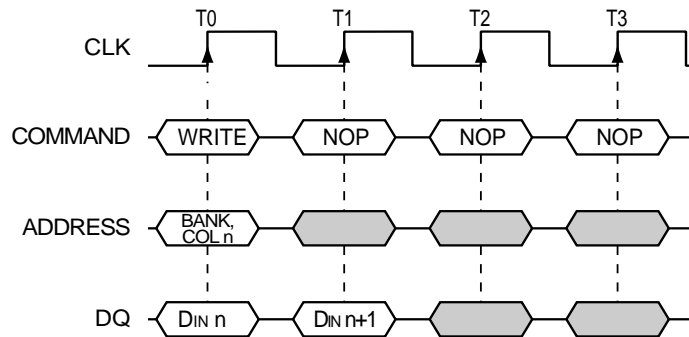 T0 T1 T2 T3
CLK
COMMAND WRITE NOP NOP NOP
ADDRESS BANK,
COL n
DQ DIN n DIN n+1